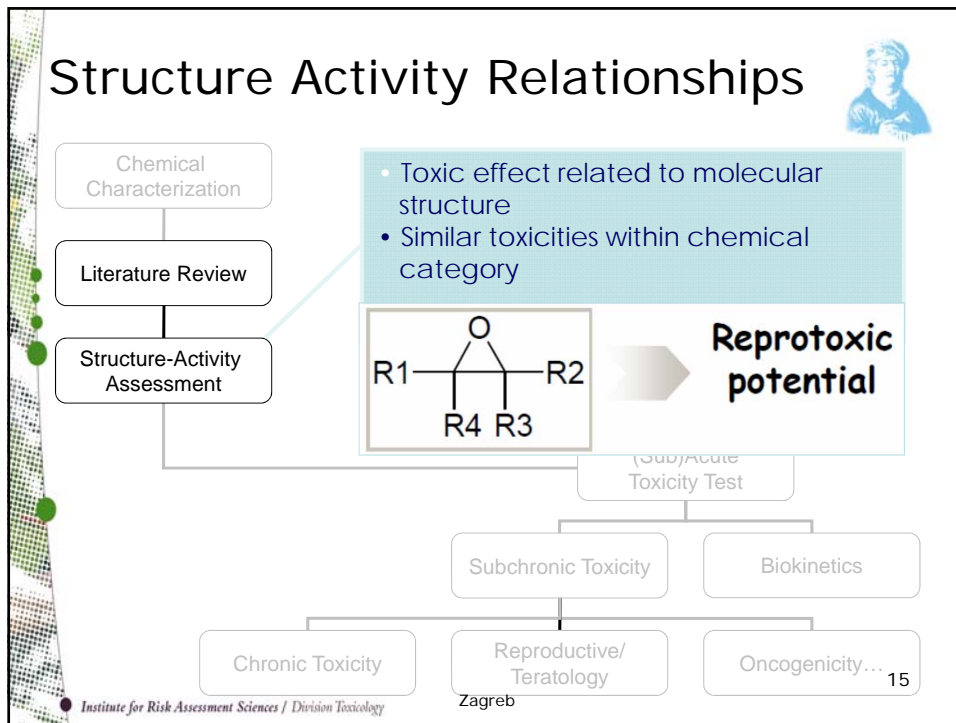 Structure Activity Relationships
Chemical
Characterization
Literature Review
Structure-Activity
Assessment
• Toxic effect related to molecular
structure
• Similar toxicities within chemical
category
O
R1
R2
R4 R3
Reprotoxic
potential
(Sub)Acute
Toxicity Test
Subchronic Toxicity
Biokinetics
Chronic Toxicity
Reproductive/
Teratology
Oncogenicity...
15
Institute for Risk Assessment Sciences / Division Toxicology
Zagreb